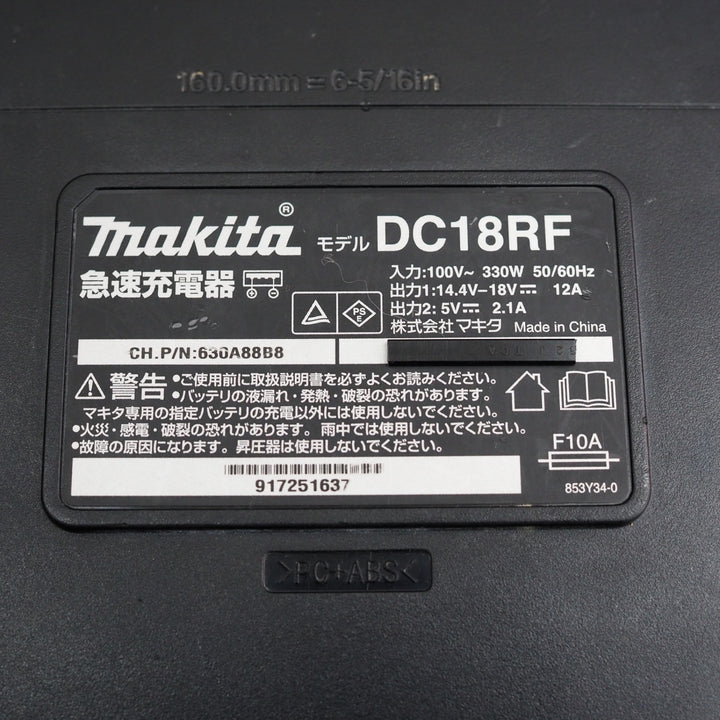 160.0mm = 6-5/16in
makita® モデル DC18RF
急速充電器
入力:100V~ 330W 50/60Hz
出力1:14.4V-18V⎓ 12A
出力2: 5V⎓ 2.1A
株式会社 マキタ Made in China
PS
E
CH.P/N:630A88B8
⚠警告 •ご使用前に取扱説明書を必ずよくお読みください。
•バッテリの液漏れ・発熱・破裂の恐れがあります。
マキタ専用の指定バッテリの充電以外には使用しないでください。
•火災・感電・破裂の恐れがあります。 雨中では使用しないでください。
•故障の原因になります。昇圧器は使用しないでください。
F10A
853Y34-0
917251637
>PC+ABS<